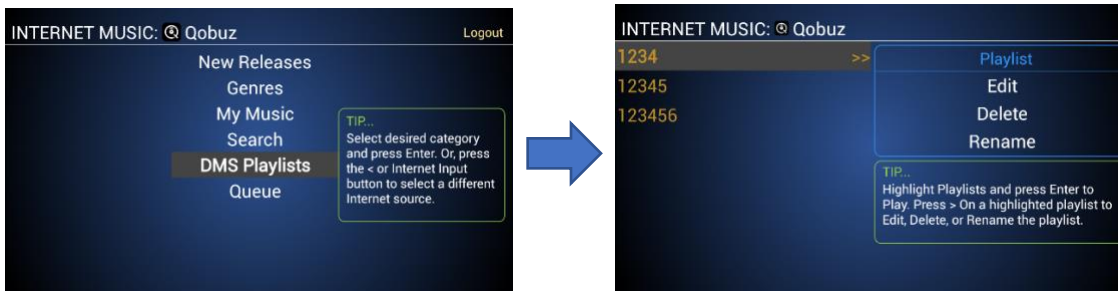 INTERNET MUSIC: Qobuz
Logout
New Releases
Genres
My Music
Search
DMS Playlists
Queue
TIP...
Select desired category
and press Enter. Or, press
the < or Internet Input
button to select a different
Internet source.
INTERNET MUSIC: Qobuz
1234 >>
12345
123456
Playlist
Edit
Delete
Rename
TIP...
Highlight Playlists and press Enter to
Play. Press > On a highlighted playlist to
Edit, Delete, or Rename the playlist.